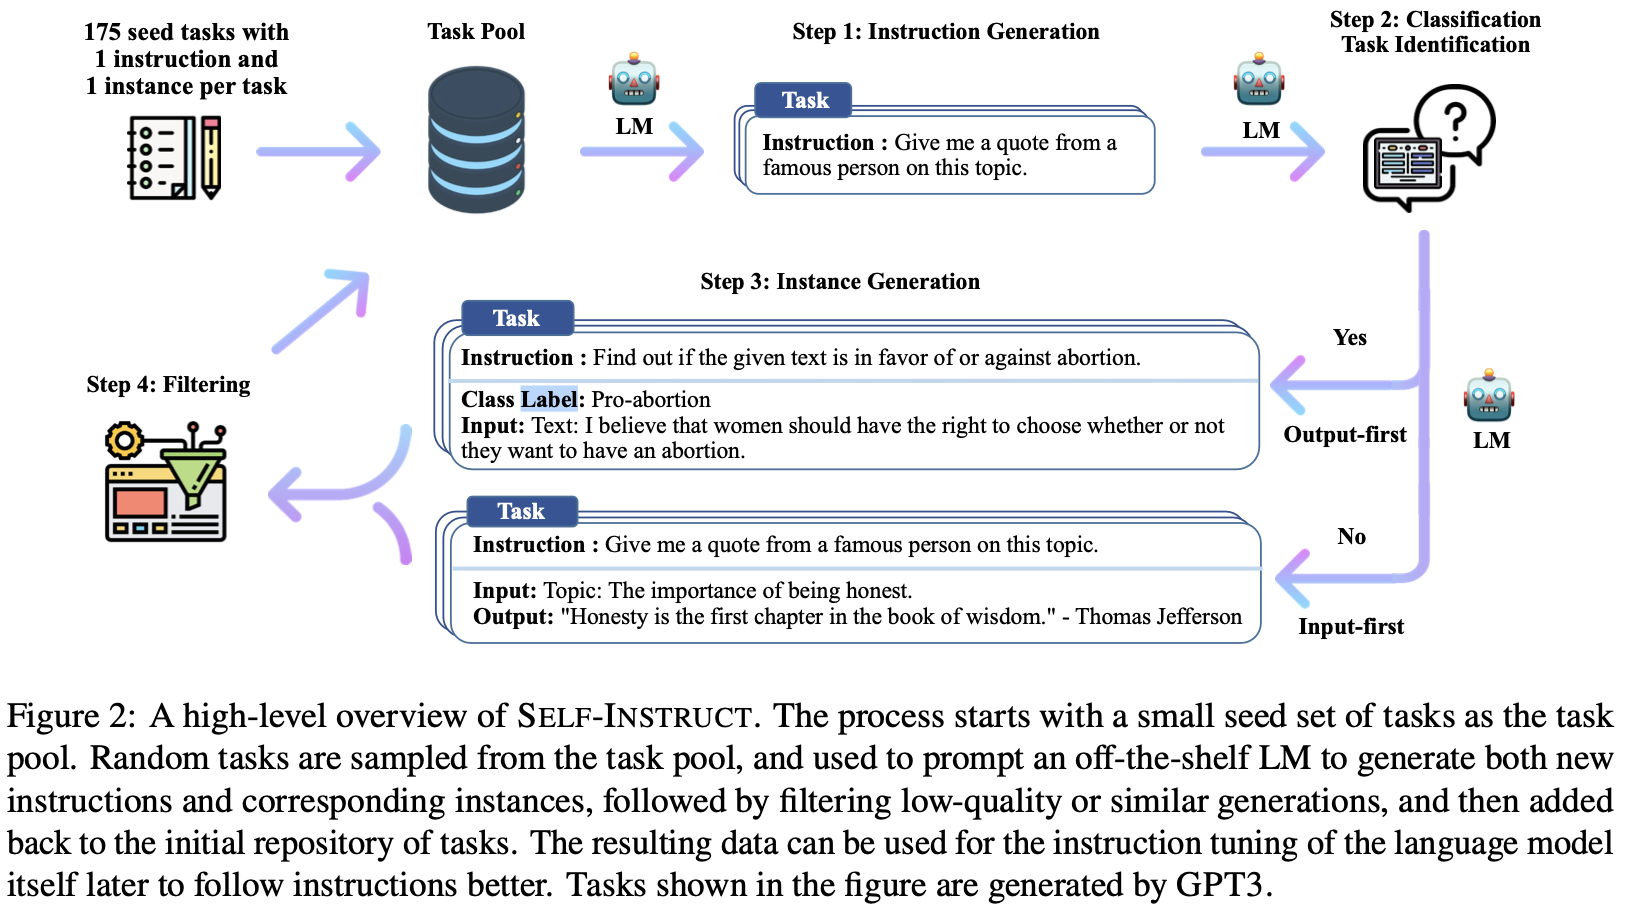 175 seed tasks with
1 instruction and
1 instance per task
Task Pool
LM
Step 1: Instruction Generation
Task
Instruction : Give me a quote from a
famous person on this topic.
LM
Step 2: Classification
Task Identification
?
Step 3: Instance Generation
Task
Instruction : Find out if the given text is in favor of or against abortion.
Class Label: Pro-abortion
Input: Text: I believe that women should have the right to choose whether or not
they want to have an abortion.
Yes
Output-first
LM
Task
Instruction : Give me a quote from a famous person on this topic.
Input: Topic: The importance of being honest.
Output: "Honesty is the first chapter in the book of wisdom." - Thomas Jefferson
No
Input-first
Step 4: Filtering
Figure 2: A high-level overview of SELF-INSTRUCT. The process starts with a small seed set of tasks as the task
pool. Random tasks are sampled from the task pool, and used to prompt an off-the-shelf LM to generate both new
instructions and corresponding instances, followed by filtering low-quality or similar generations, and then added
back to the initial repository of tasks. The resulting data can be used for the instruction tuning of the language model
itself later to follow instructions better. Tasks shown in the figure are generated by GPT3.